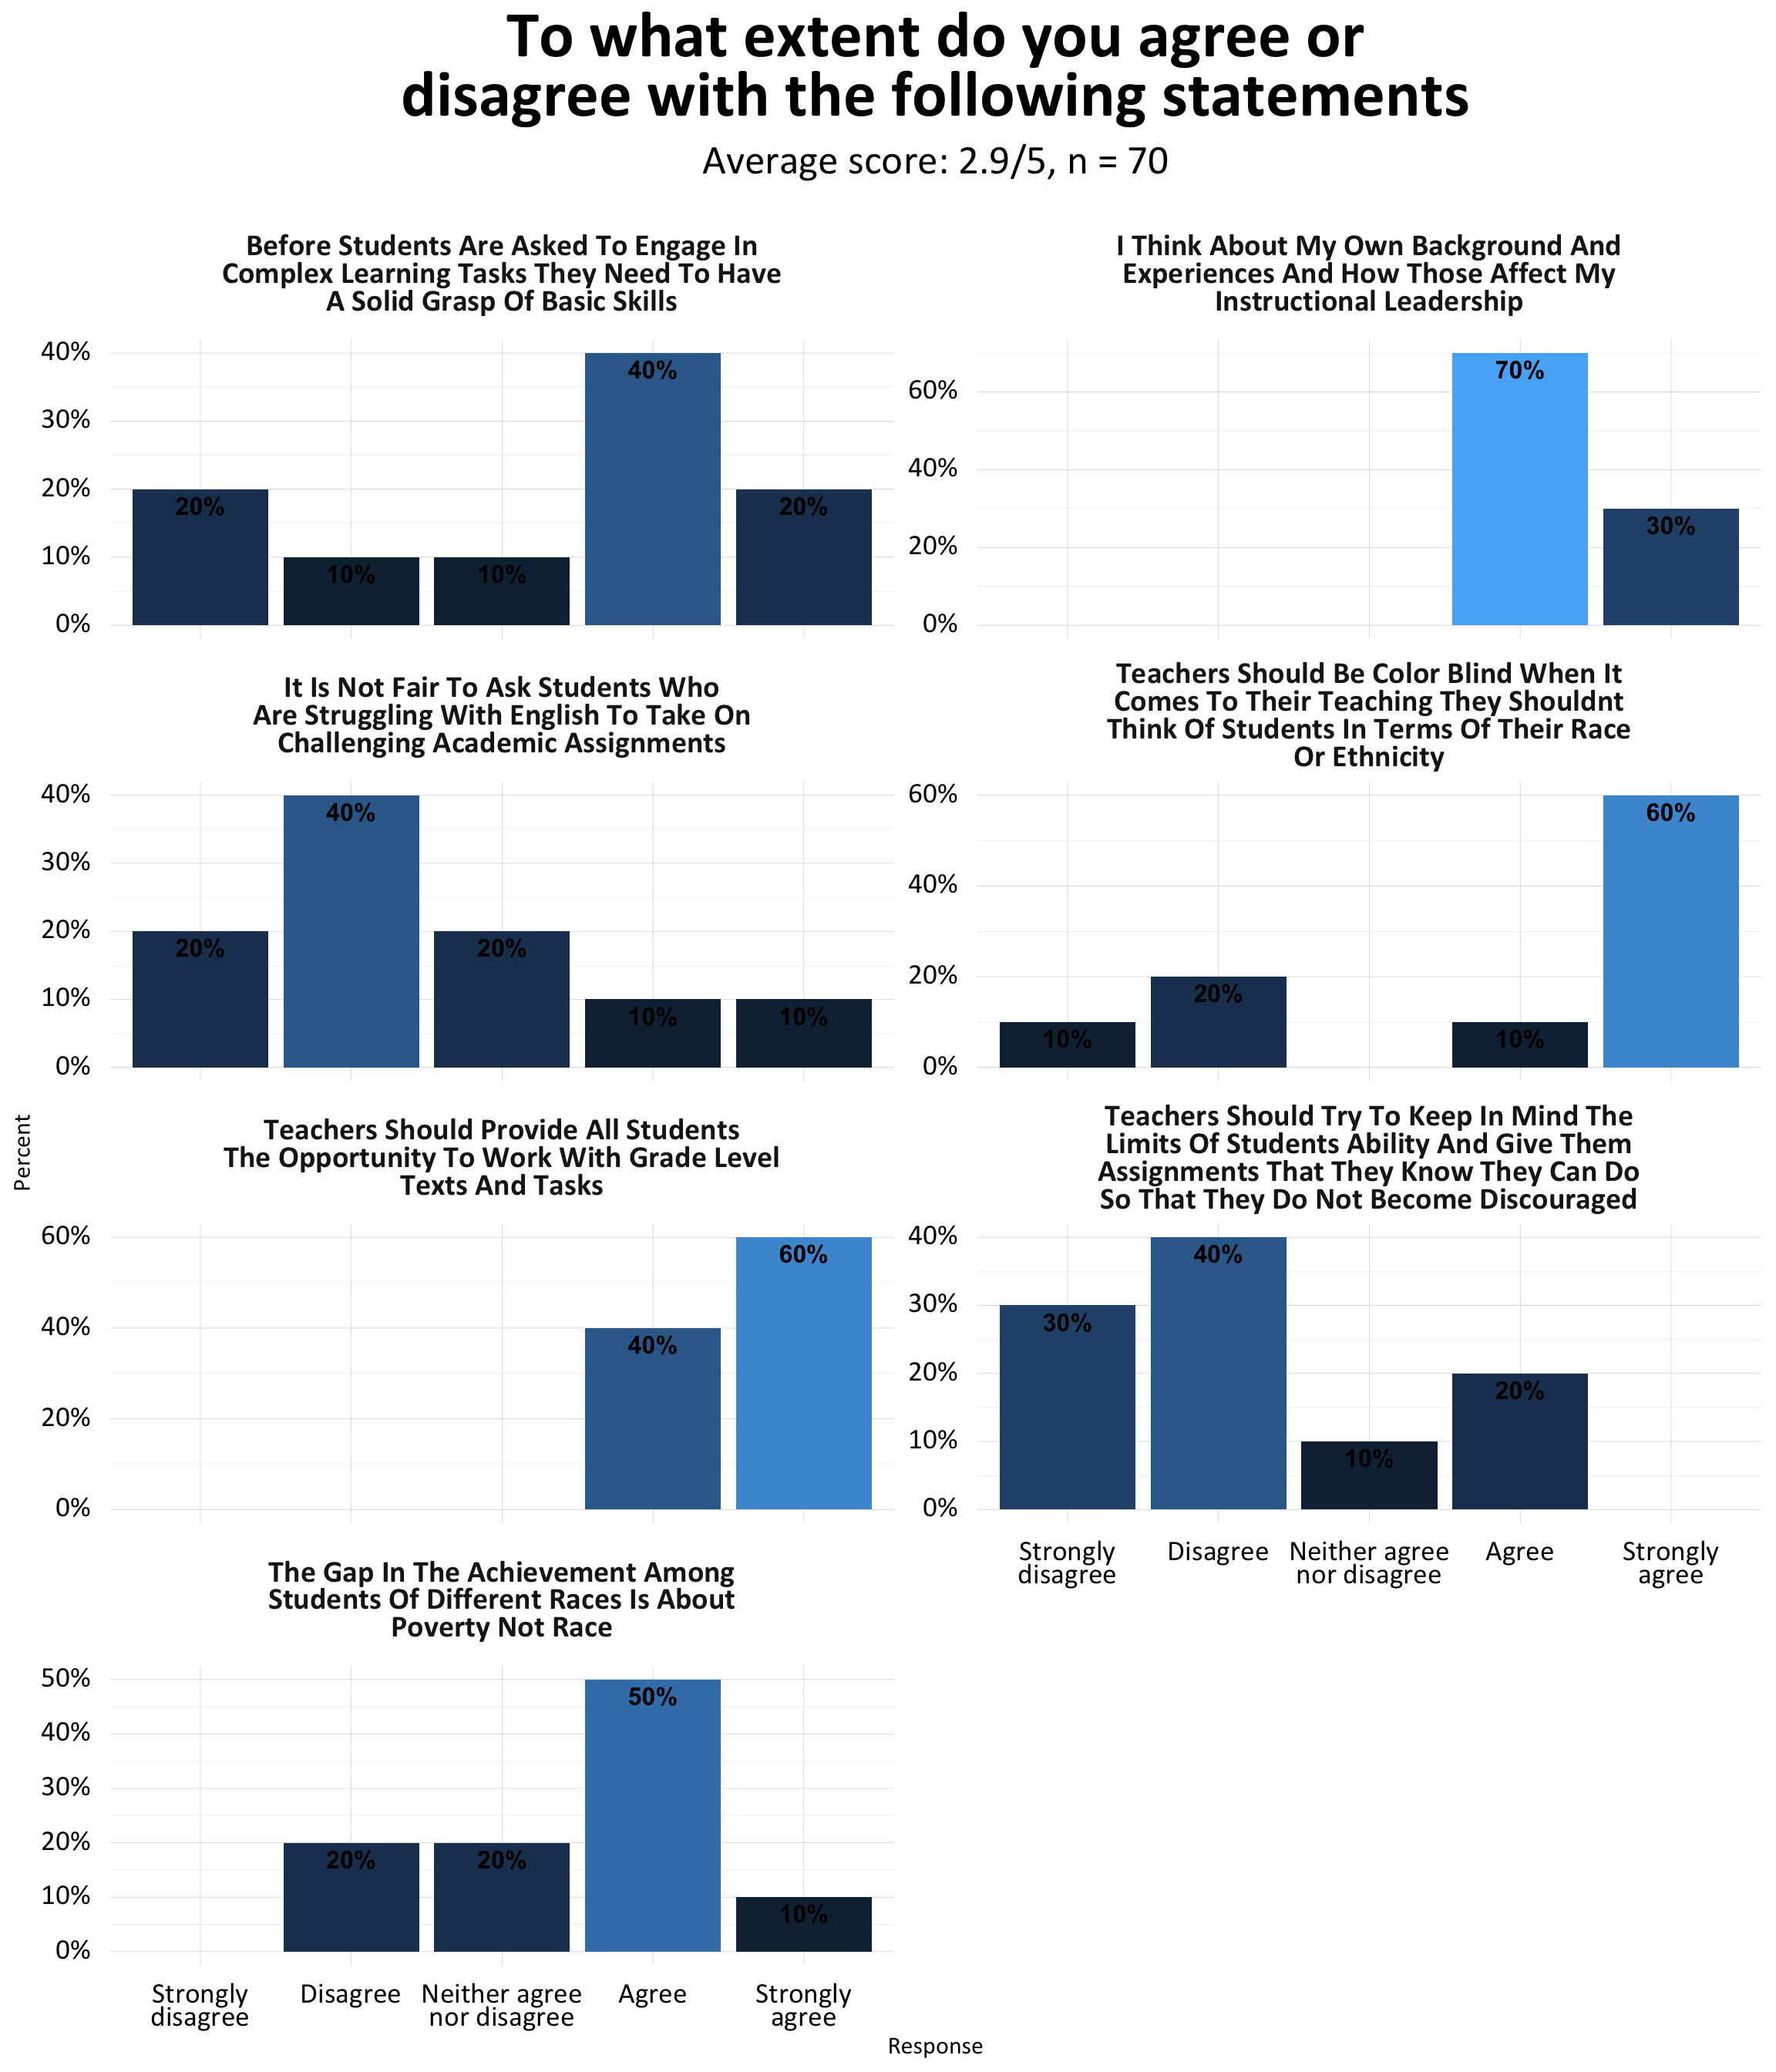 To what extent do you agree or
disagree with the following statements
Average score: 2.9/5, n = 70
Before Students Are Asked To Engage In
Complex Learning Tasks They Need To Have
A Solid Grasp Of Basic Skills
40%
30%
20%
10%
0%
20%
10%
10%
40%
20%
I Think About My Own Background And
Experiences And How Those Affect My
Instructional Leadership
60%
40%
20%
0%
70%
30%
It Is Not Fair To Ask Students Who
Are Struggling With English To Take On
Challenging Academic Assignments
40%
30%
20%
10%
0%
20%
40%
20%
10%
10%
Teachers Should Be Color Blind When It
Comes To Their Teaching They Shouldnt
Think Of Students In Terms Of Their Race
Or Ethnicity
60%
40%
20%
0%
10%
20%
10%
60%
Percent
Teachers Should Provide All Students
The Opportunity To Work With Grade Level
Texts And Tasks
60%
40%
20%
0%
40%
60%
Teachers Should Try To Keep In Mind The
Limits Of Students Ability And Give Them
Assignments That They Know They Can Do
So That They Do Not Become Discouraged
40%
30%
20%
10%
0%
30%
40%
10%
20%
Strongly
disagree
Disagree
Neither agree
nor disagree
Agree
Strongly
agree
The Gap In The Achievement Among
Students Of Different Races Is About
Poverty Not Race
50%
40%
30%
20%
10%
0%
20%
20%
50%
10%
Strongly
disagree
Disagree
Neither agree
nor disagree
Agree
Strongly
agree
Response